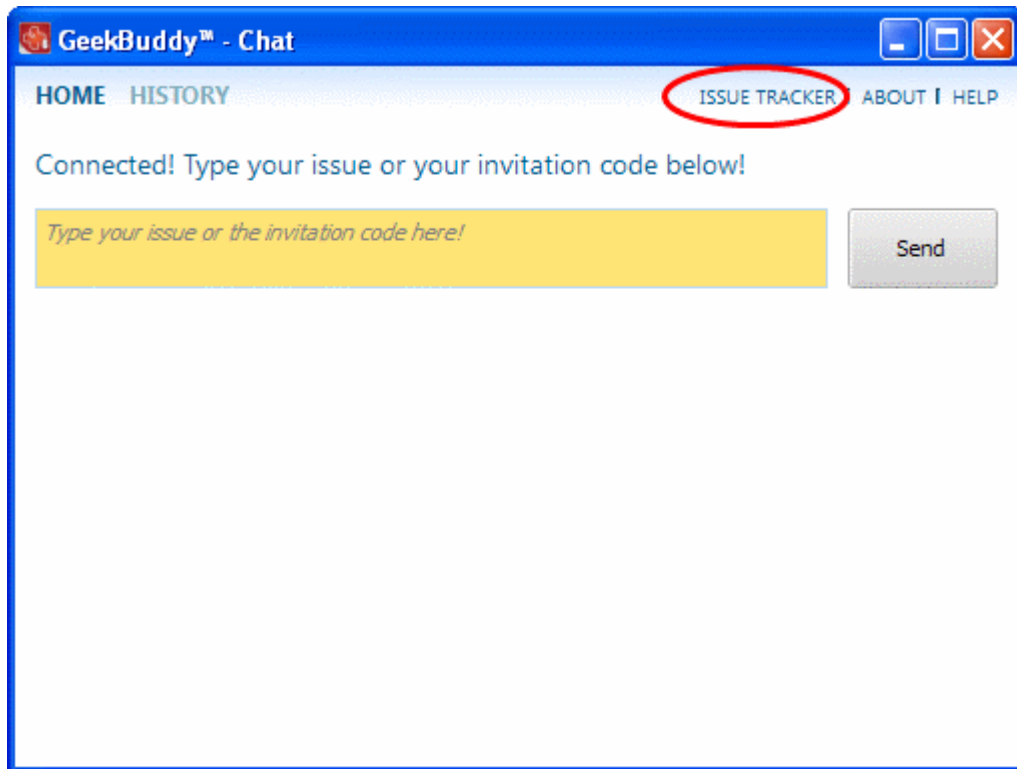 GeekBuddy™ - Chat
HOME HISTORY ISSUE TRACKER | ABOUT | HELP
Connected! Type your issue or your invitation code below!
Type your issue or the invitation code here!
Send